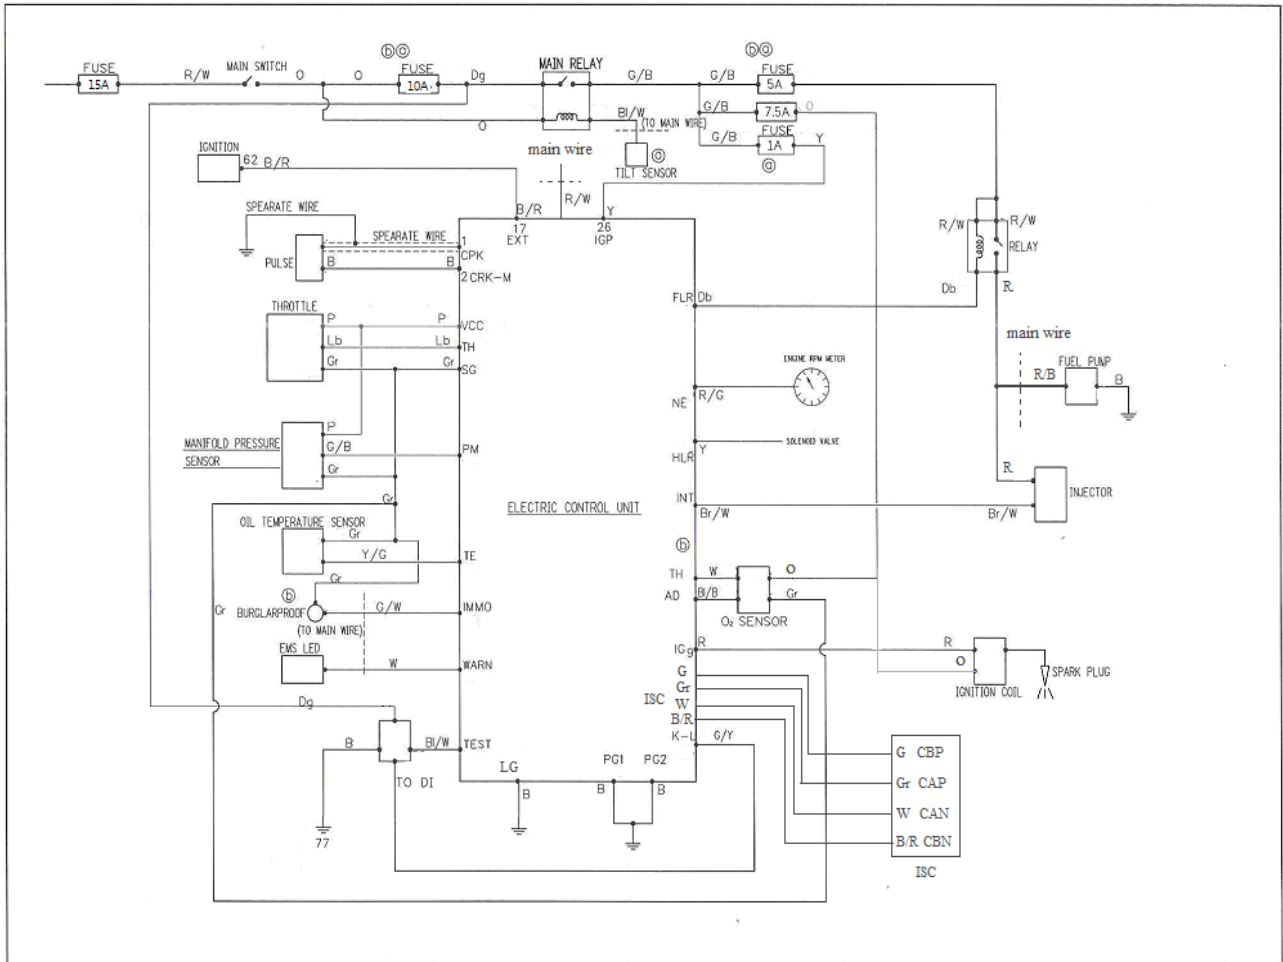 ⓑⓐ ⓑⓐ
FUSE R/W MAIN SWITCH O O FUSE Dg MAIN RELAY G/B G/B FUSE
15A 10A 5A
G/B 7.5A O
O Bl/W (TO MAIN WIRE) G/B FUSE Y
1A
ⓐ
IGNITION 62 B/R main wire ⓐ
TILT SENSOR
R/W
SPEARATE WIRE B/R Y
17 26
EXT IGP
SPEARATE WIRE 1
CPK
PULSE B B
2 CRK-M
R/W R/W
RELAY
Db R
FLR Db
THROTTLE
P P VCC
Lb Lb TH
Gr Gr SG
main wire
ENGINE RPM METER
FUEL PUMP
R/B B
NE R/G
MANIFOLD PRESSURE
SENSOR
P
G/B PM
Gr
SOLENOID VALVE
HLR Y
R
INJECTOR
INT
Br/W Br/W
Gr
ELECTRIC CONTROL UNIT
OIL TEMPERATURE SENSOR
Gr
Y/G TE
Gr
ⓑ
TH W O
AD Bl/B Gr
O₂ SENSOR
ⓑ
BURGLARPROOF G/W IMMO
(TO MAIN WIRE)
Gr
EMS LED
W WARN
IGg R R
O
IGNITION COIL
SPARK PLUG
G
Gr
ISC W
B/R
K-L G/Y
Dg
B Bl/W TEST
TO DI
77
LG
B
PG1 PG2
B B
G CBP
Gr CAP
W CAN
B/R CBN
ISC